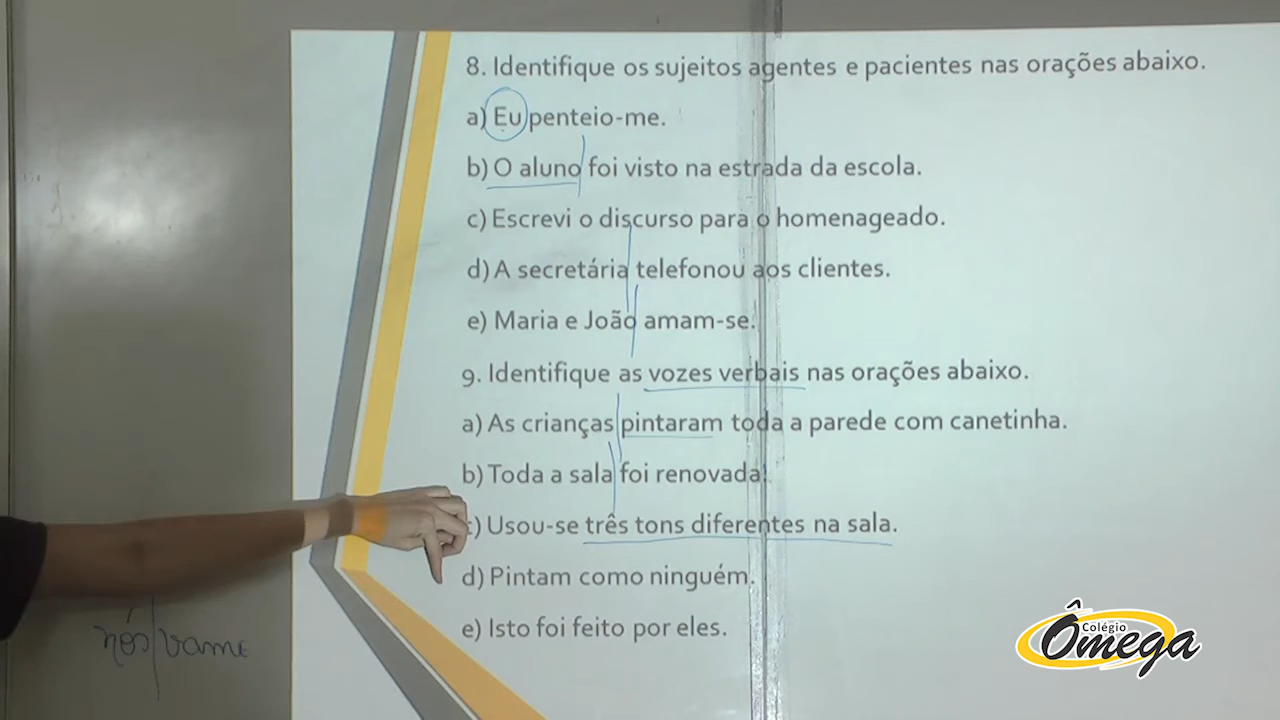 8. Identifique os sujeitos agentes e pacientes nas orações abaixo.
a) Eu penteio-me.
b) O aluno foi visto na estrada da escola.
c) Escrevi o discurso para o homenageado.
d) A secretária telefonou aos clientes.
e) Maria e João amam-se.
9. Identifique as vozes verbais nas orações abaixo.
a) As crianças pintaram toda a parede com canetinha.
b) Toda a sala foi renovada.
c) Usou-se três tons diferentes na sala.
d) Pintam como ninguém.
e) Isto foi feito por eles.
nós vame
Colégio
Ômega